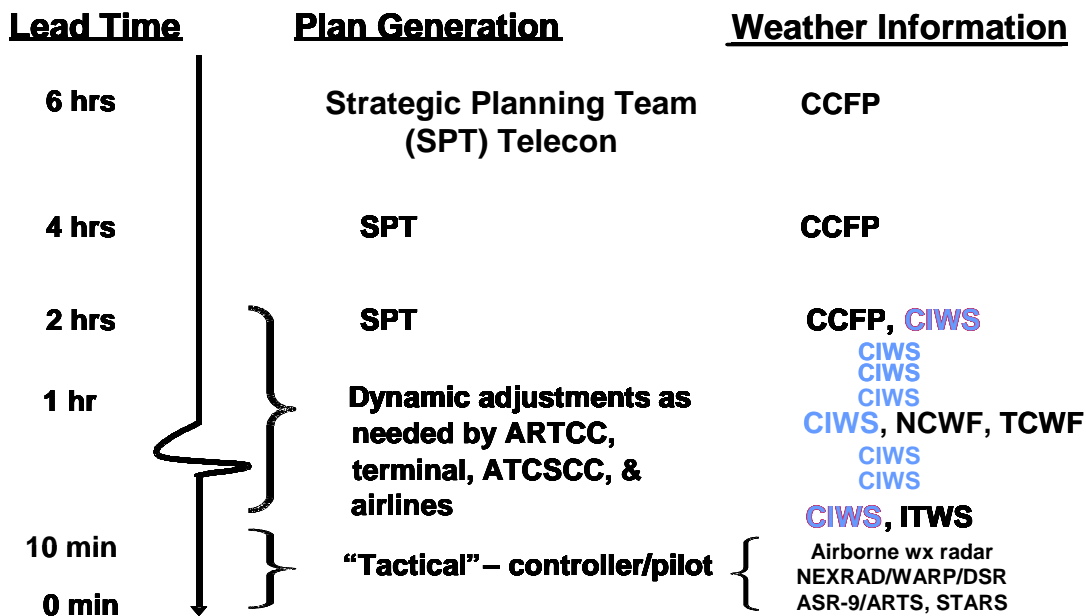 Lead Time Plan Generation Weather Information
6 hrs Strategic Planning Team CCFP
(SPT) Telecon
4 hrs SPT CCFP
2 hrs SPT CCFP, CIWS
CIWS
CIWS
CIWS
1 hr Dynamic adjustments as
needed by ARTCC,
terminal, ATCSCC, &
airlines
CIWS, NCWF, TCWF
CIWS
CIWS
CIWS, ITWS
10 min “Tactical” – controller/pilot Airborne wx radar
NEXRAD/WARP/DSR
0 min ASR-9/ARTS, STARS